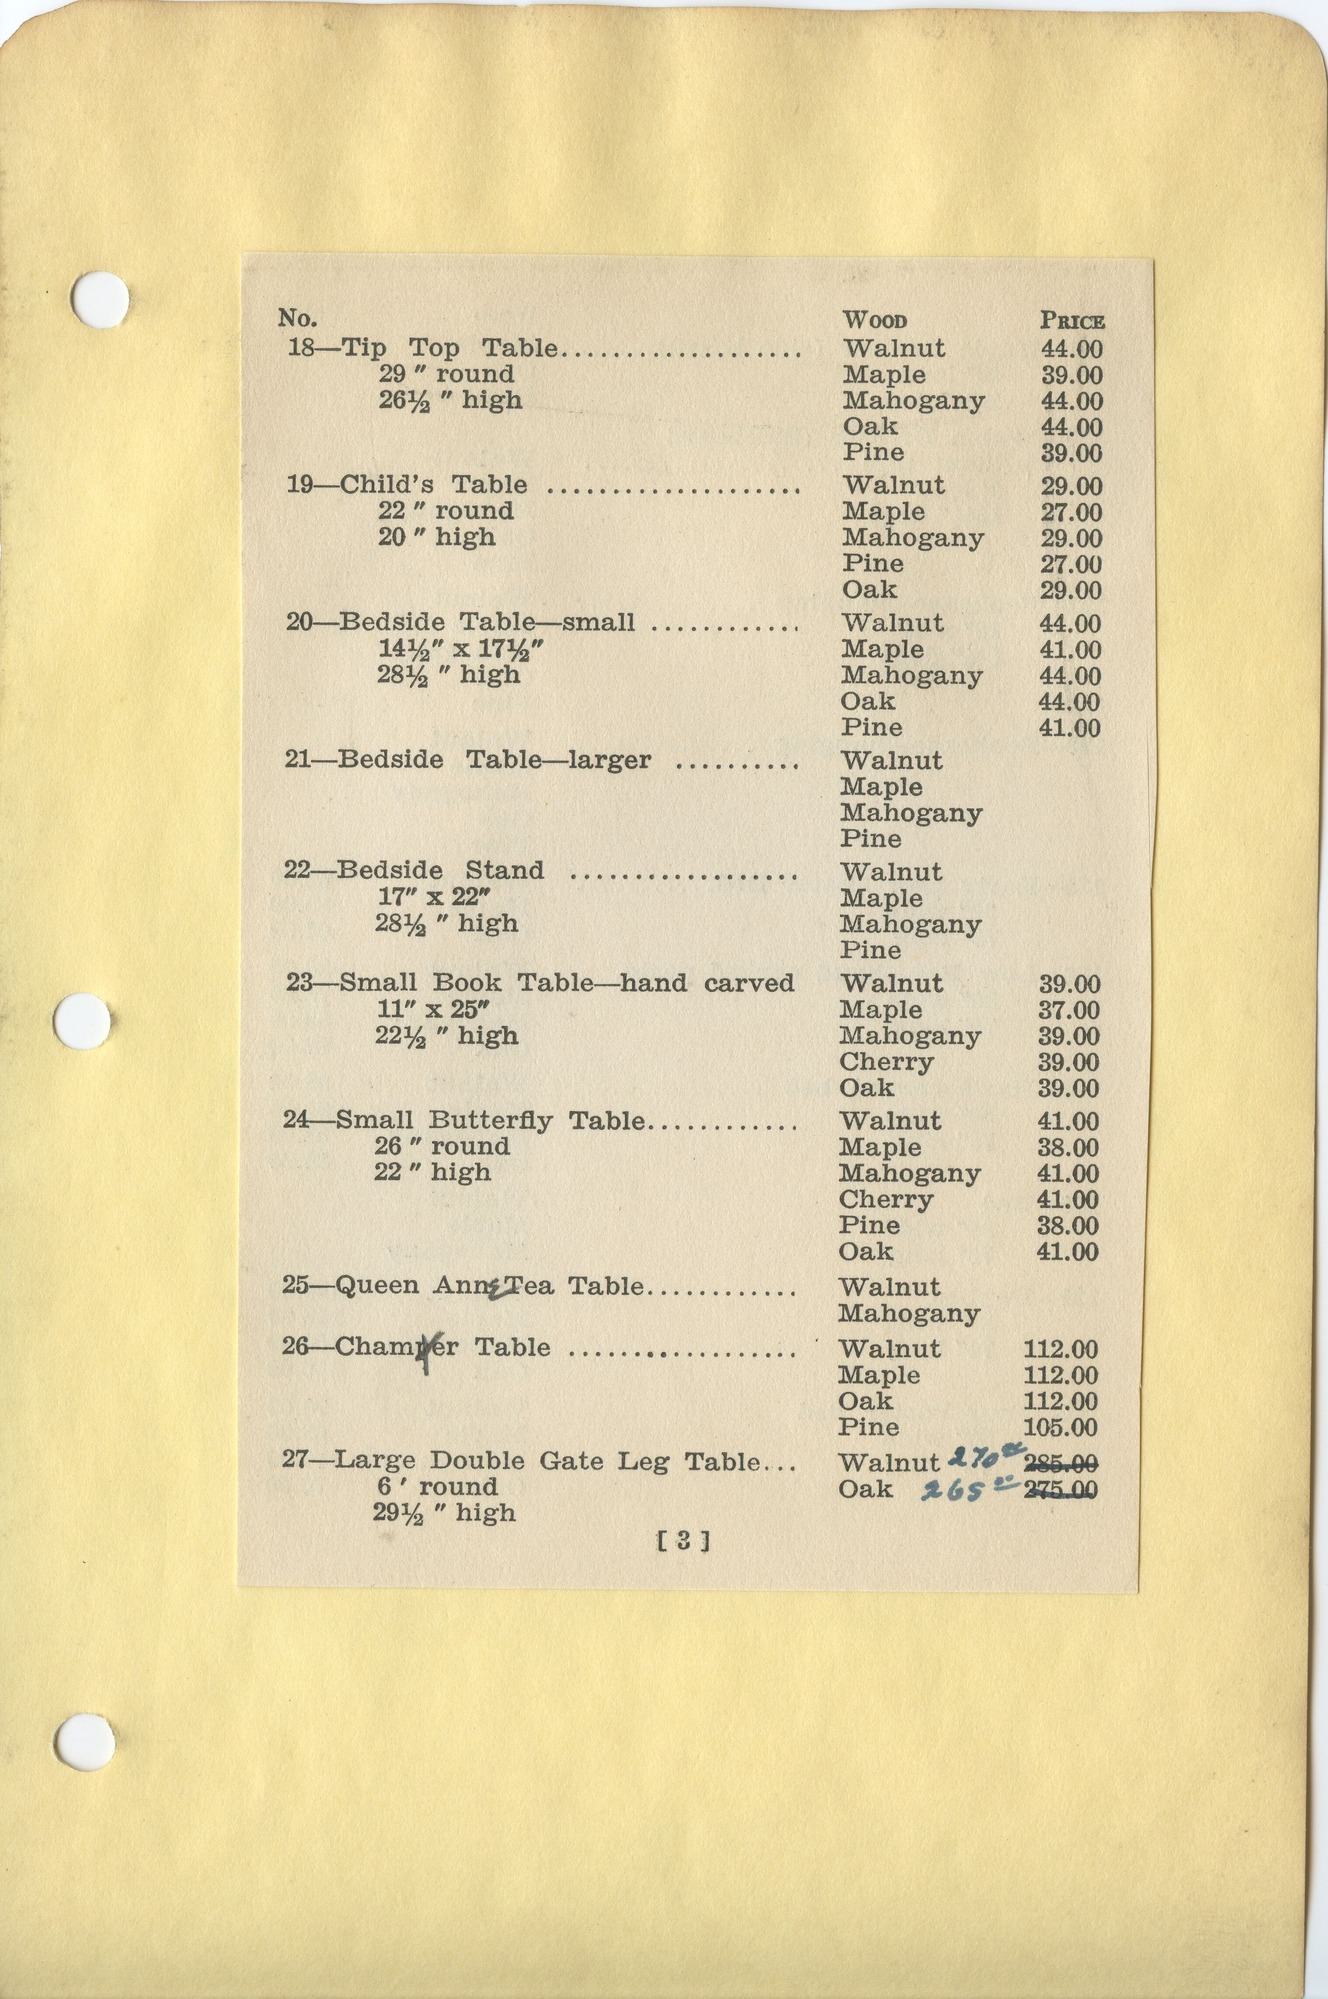 No. Wood Price
18—Tip Top Table................... Walnut 44.00
29 " round Maple 39.00
26½ " high Mahogany 44.00
Oak 44.00
Pine 39.00
19—Child's Table .................... Walnut 29.00
22 " round Maple 27.00
20 " high Mahogany 29.00
Pine 27.00
Oak 29.00
20—Bedside Table—small ............ Walnut 44.00
14½" x 17½" Maple 41.00
28½ " high Mahogany 44.00
Oak 44.00
Pine 41.00
21—Bedside Table—larger .......... Walnut
Maple
Mahogany
Pine
22—Bedside Stand .................. Walnut
17" x 22" Maple
28½ " high Mahogany
Pine
23—Small Book Table—hand carved Walnut 39.00
11" x 25" Maple 37.00
22½ " high Mahogany 39.00
Cherry 39.00
Oak 39.00
24—Small Butterfly Table............ Walnut 41.00
26 " round Maple 38.00
22 " high Mahogany 41.00
Cherry 41.00
Pine 38.00
Oak 41.00
25—Queen Anne Tea Table............ Walnut
Mahogany
26— Table .................. Walnut 112.00
Maple 112.00
Oak 112.00
Pine 105.00
27—Large Double Gate Leg Table... Walnut 270.00 285.00
6 ' round Oak 265.00 275.00
29½ " high
[ 3 ]